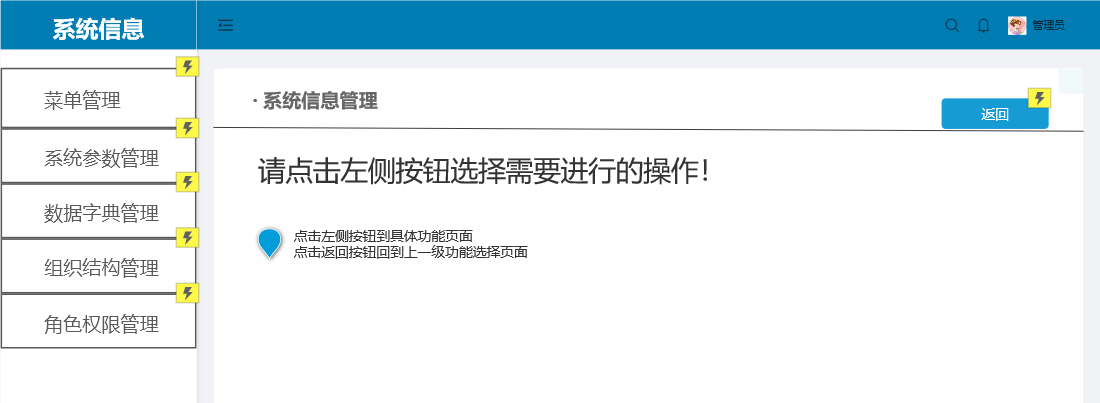 系统信息
管理员
菜单管理
系统参数管理
数据字典管理
组织结构管理
角色权限管理
· 系统信息管理
返回
请点击左侧按钮选择需要进行的操作！
点击左侧按钮到具体功能页面
点击返回按钮回到上一级功能选择页面